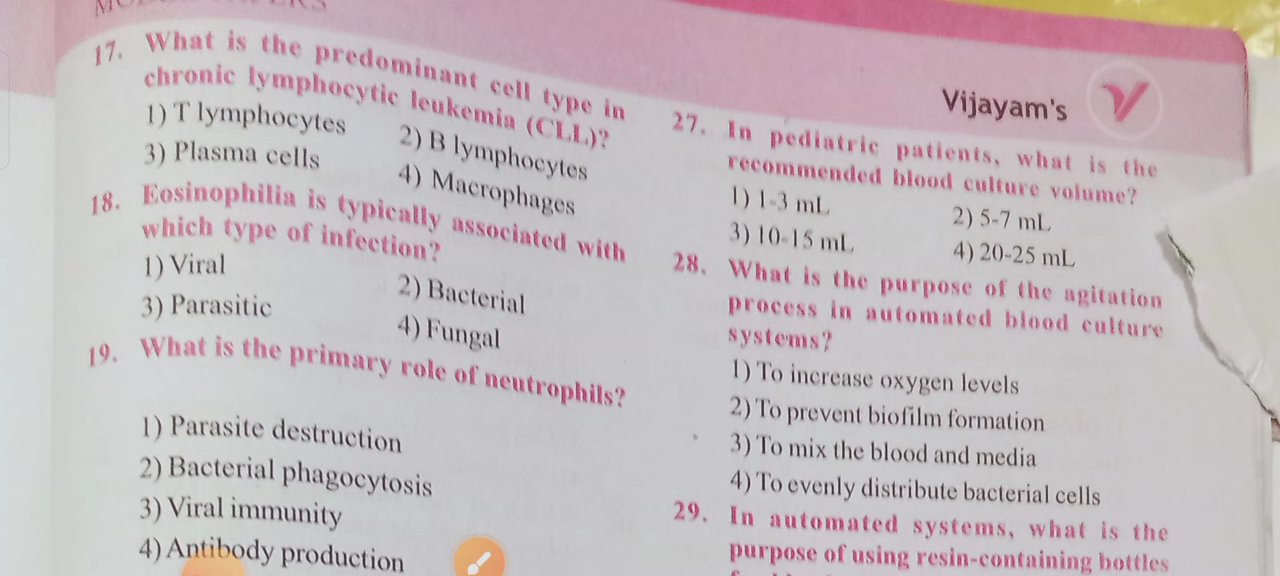 17. What is the predominant cell type in
chronic lymphocytic leukemia (CLL)?
1) T lymphocytes 2) B lymphocytes
3) Plasma cells 4) Macrophages
18. Eosinophilia is typically associated with
which type of infection?
1) Viral 2) Bacterial
3) Parasitic 4) Fungal
19. What is the primary role of neutrophils?
1) Parasite destruction
2) Bacterial phagocytosis
3) Viral immunity
4) Antibody production
Vijayam's
27. In pediatric patients, what is the
recommended blood culture volume?
1) 1-3 mL 2) 5-7 mL
3) 10-15 mL 4) 20-25 mL
28. What is the purpose of the agitation
process in automated blood culture
systems?
1) To increase oxygen levels
2) To prevent biofilm formation
3) To mix the blood and media
4) To evenly distribute bacterial cells
29. In automated systems, what is the
purpose of using resin-containing bottles